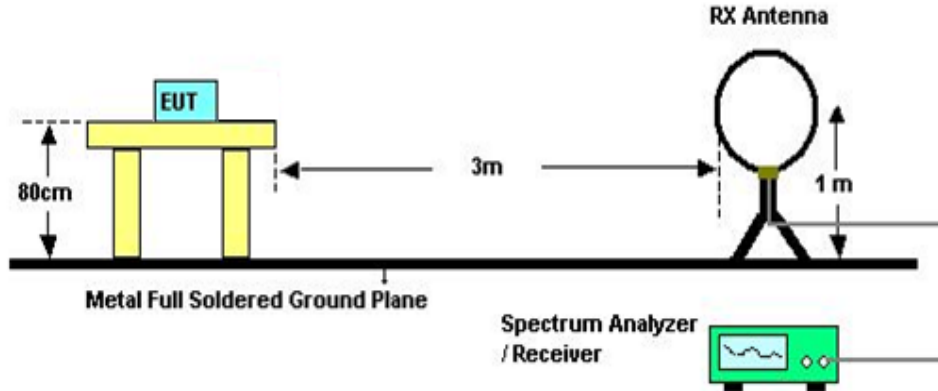 RX Antenna
EUT
3m
80cm
1 m
Metal Full Soldered Ground Plane
Spectrum Analyzer
/ Receiver